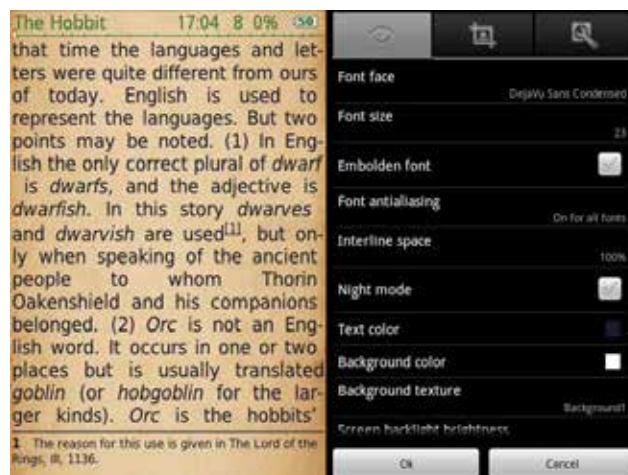 The Hobbit 17:04 8 0% 50
that time the languages and let-
ters were quite different from ours
of today. English is used to
represent the languages. But two
points may be noted. (1) In Eng-
lish the only correct plural of dwarf
is dwarfs, and the adjective is
dwarfish. In this story dwarves
and dwarvish are used[1], but on-
ly when speaking of the ancient
people to whom Thorin
Oakenshield and his companions
belonged. (2) Orc is not an Eng-
lish word. It occurs in one or two
places but is usually translated
goblin (or hobgoblin for the lar-
ger kinds). Orc is the hobbits'
1 The reason for this use is given in The Lord of the
Rings, III, 1136.
Font face
DejaVu Sans Condensed
Font size
23
Embolden font
Font antialiasing
On for all fonts
Interline space
100%
Night mode
Text color
Background color
Background texture
Background1
Screen backlight brightness
Ok Cancel